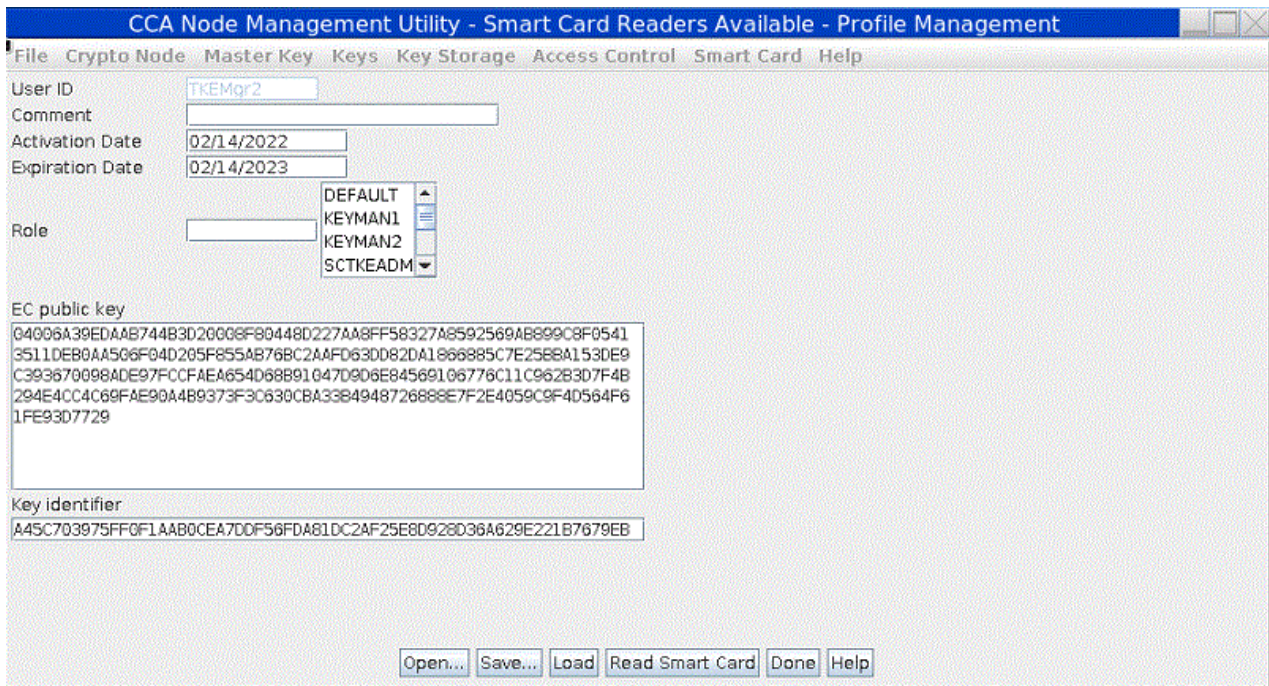 CCA Node Management Utility - Smart Card Readers Available - Profile Management
File Crypto Node Master Key Keys Key Storage Access Control Smart Card Help
User ID TKEMgr2
Comment
Activation Date 02/14/2022
Expiration Date 02/14/2023
DEFAULT
KEYMAN1
Role
KEYMAN2
SCTKEADM
EC public key
04006A39EDAAB744B3D20008F80448D227AA8FF58327A8592569AB899C8F0541
3511DEB0AA506F04D205F855AB76BC2AAFD63DD82DA1866885C7E25BBA153DE9
C393670098ADE97FCCFAEA654D68B91047D9D6E84569106776C11C962B3D7F4B
294E4CC4C69FAE90A4B9373F3C630CBA33B4948726888E7F2E4059C9F4D564F6
1FE93D7729
Key identifier
A45C703975FF0F1AAB0CEA7DDF56FDA81DC2AF25E8D928D36A629E221B7679EB
Open... Save... Load Read Smart Card Done Help